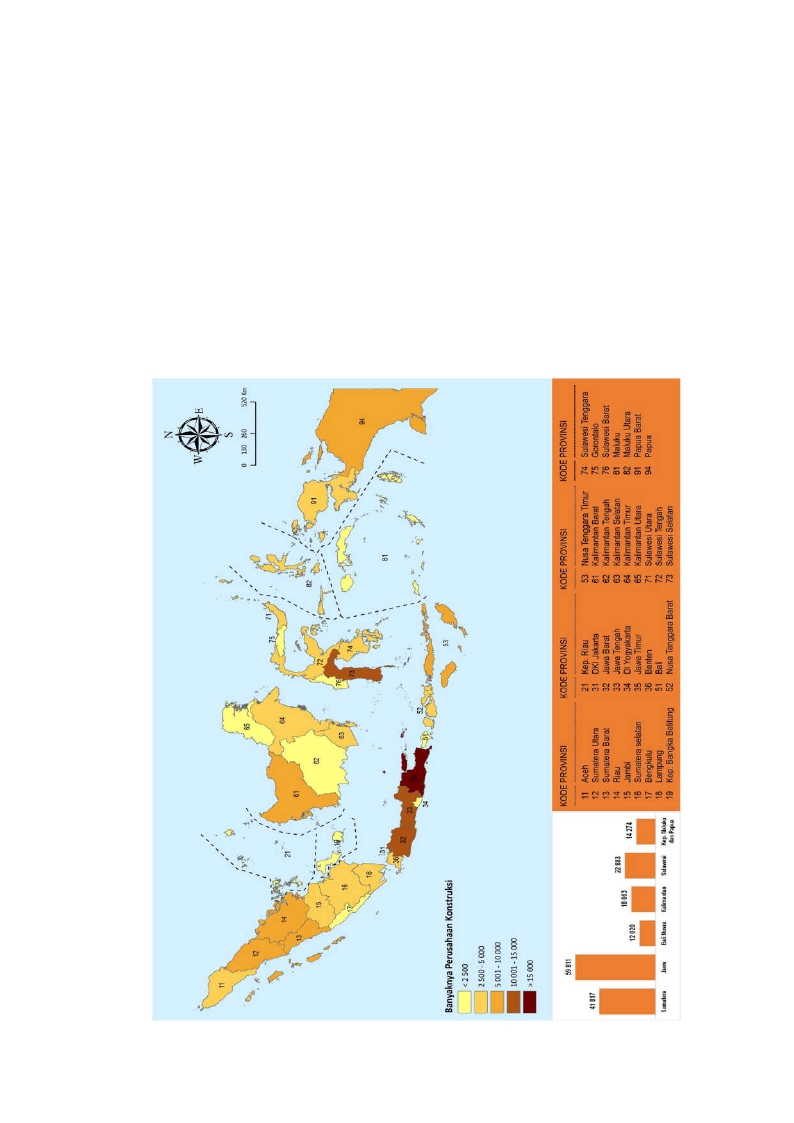 N
W
E
S
0 130 260 520 Km
11
12
13
14
15
16
17
18
19
21
31
32
33
34
35
36
51
52
53
61
62
63
64
65
71
72
73
74
75
76
81
82
91
94
Banyaknya Perusahaan Konstruksi
< 2 500
2 500 - 5 000
5 001 - 10 000
10 001 - 15 000
> 15 000
41 817
59 811
12 020
18 063
22 883
14 274
Sumatera
Jawa
Bali Nusra
Kalimantan
Sulawesi
Kep. Maluku
dan Papua
KODE PROVINSI
11 Aceh
12 Sumatera Utara
13 Sumatera Barat
14 Riau
15 Jambi
16 Sumatera selatan
17 Bengkulu
18 Lampung
19 Kep. Bangka Belitung
KODE PROVINSI
21 Kep. Riau
31 DKI Jakarta
32 Jawa Barat
33 Jawa Tengah
34 DI Yogyakarta
35 Jawa Timur
36 Banten
51 Bali
52 Nusa Tenggara Barat
KODE PROVINSI
53 Nusa Tenggara Timur
61 Kalimantan Barat
62 Kalimantan Tengah
63 Kalimantan Selatan
64 Kalimantan Timur
65 Kalimantan Utara
71 Sulawesi Utara
72 Sulawesi Tengah
73 Sulawesi Selatan
KODE PROVINSI
74 Sulawesi Tenggara
75 Gorontalo
76 Sulawesi Barat
81 Maluku
82 Maluku Utara
91 Papua Barat
94 Papua